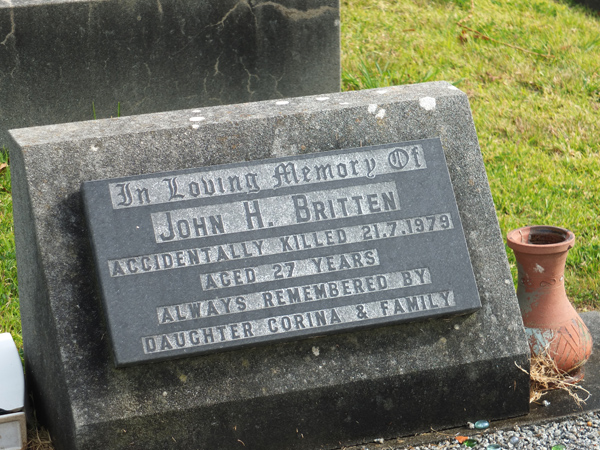 In Loving Memory Of
JOHN H. BRITTEN
ACCIDENTALLY KILLED 21.7.1979
AGED 27 YEARS
ALWAYS REMEMBERED BY
DAUGHTER CORINA & FAMILY